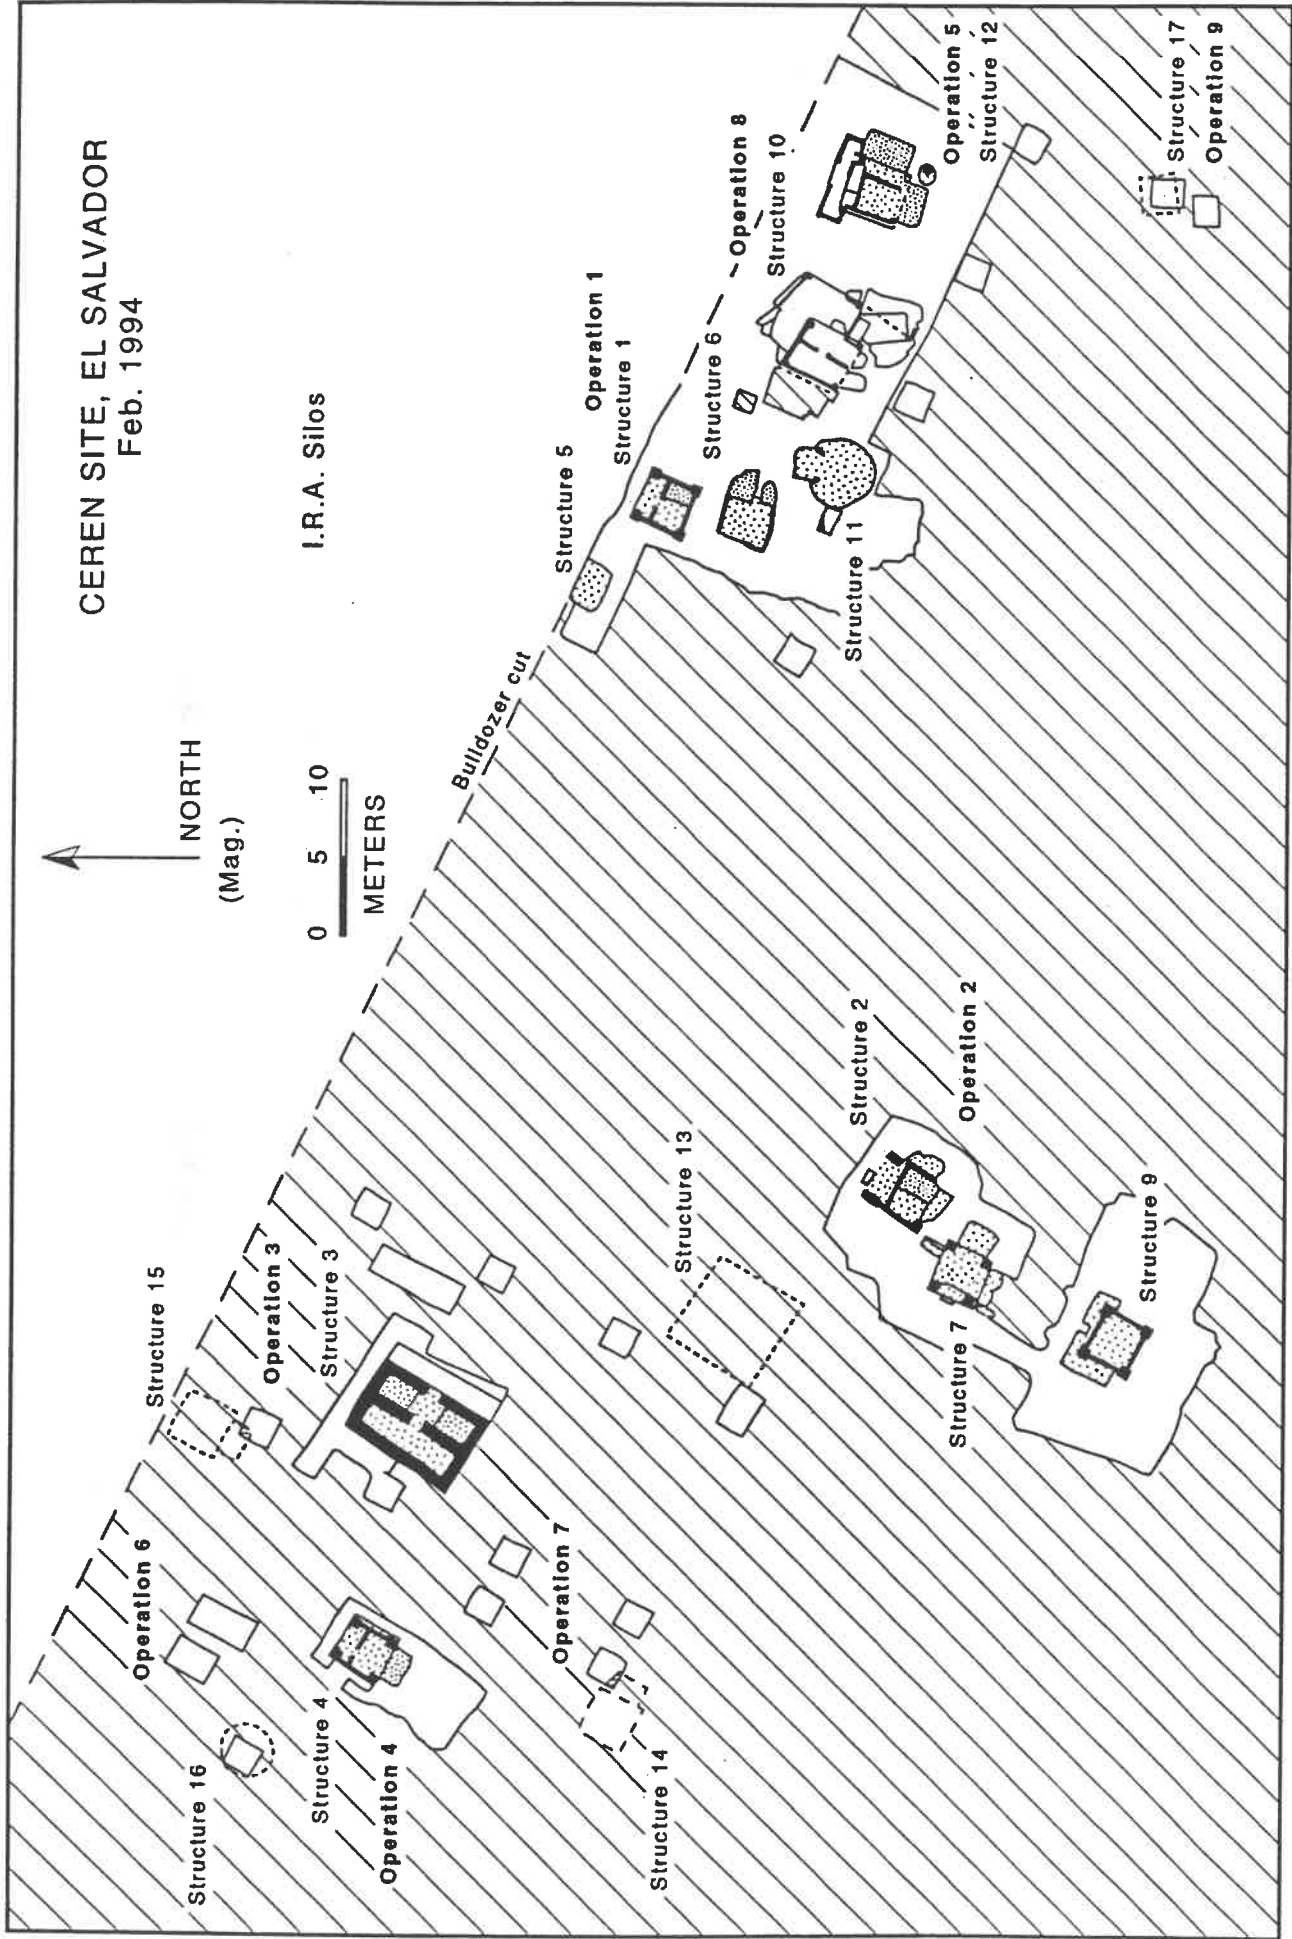 CEREN SITE, EL SALVADOR
Feb. 1994
I.R.A. Silos
NORTH
(Mag.)
0 5 10
METERS
Bulldozer cut
Structure 16
Operation 6
Structure 15
Operation 3
Structure 3
Structure 4
Operation 4
Operation 7
Structure 14
Structure 13
Structure 2
Operation 2
Structure 7
Structure 9
Structure 5
Operation 1
Structure 1
Structure 6
Structure 11
Operation 8
Structure 10
Operation 5
Structure 12
Structure 17
Operation 9